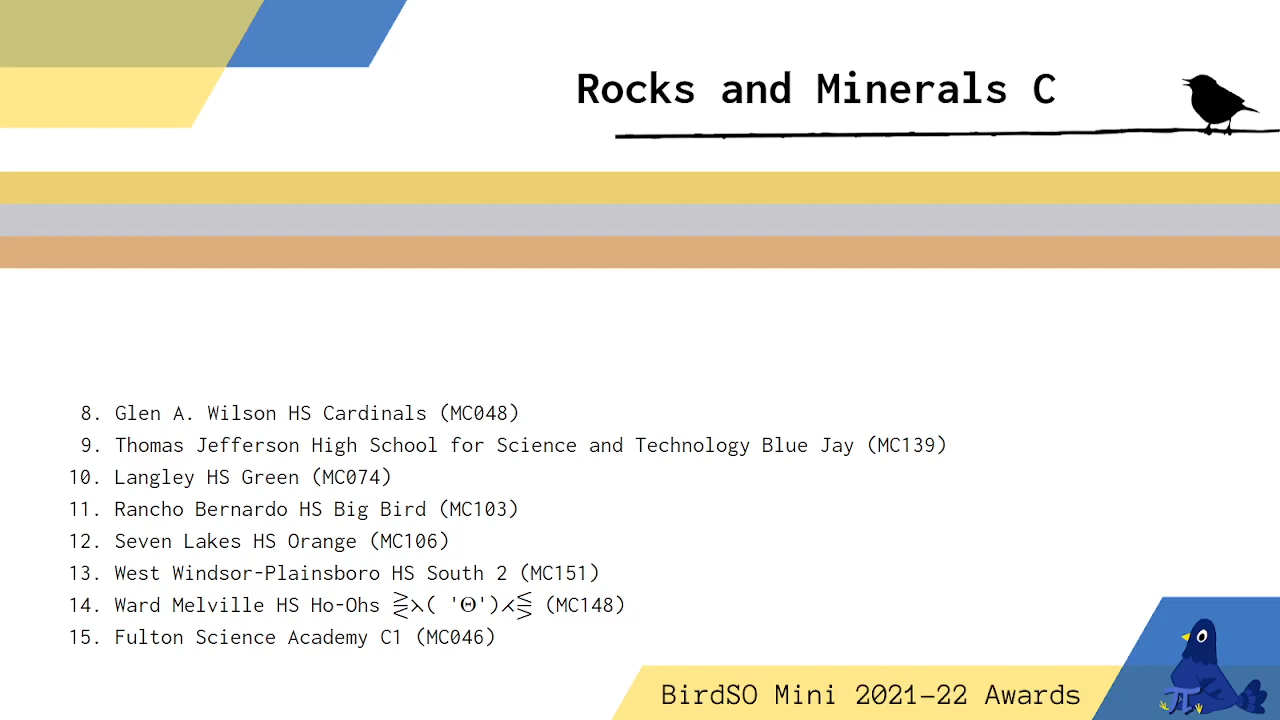 Rocks and Minerals C
8. Glen A. Wilson HS Cardinals (MC048)
9. Thomas Jefferson High School for Science and Technology Blue Jay (MC139)
10. Langley HS Green (MC074)
11. Rancho Bernardo HS Big Bird (MC103)
12. Seven Lakes HS Orange (MC106)
13. West Windsor-Plainsboro HS South 2 (MC151)
14. Ward Melville HS Ho-Ohs ⋛⋋( 'Θ')⋌⋚ (MC148)
15. Fulton Science Academy C1 (MC046)
BirdSO Mini 2021–22 Awards